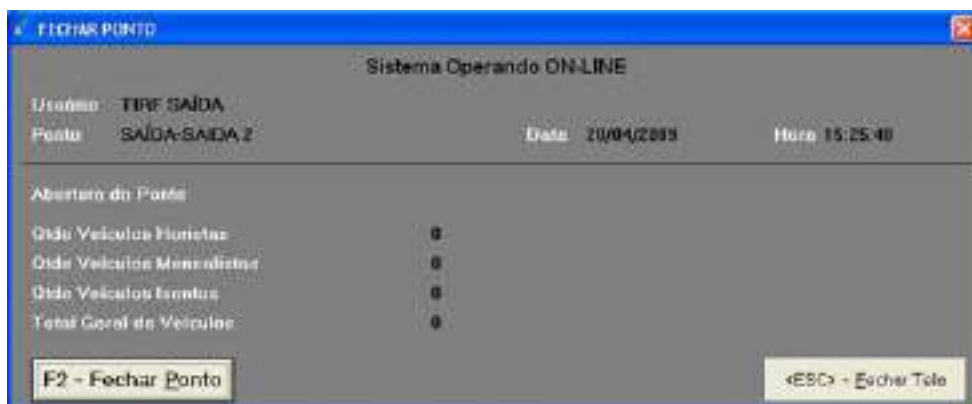 FECHAR PONTO
Sistema Operando ON-LINE
Usuário TIRF SAÍDA
Ponto SAÍDA-SAIDA 2 Data 20/04/2009 Hora 15:25:40
Abertura do Ponto
Qtde Veículos Horistas 0
Qtde Veículos Mensalistas 0
Qtde Veículos Isentos 0
Total Geral de Veículos 0
F2 - Fechar Ponto
<ESC> - Fechar Tela